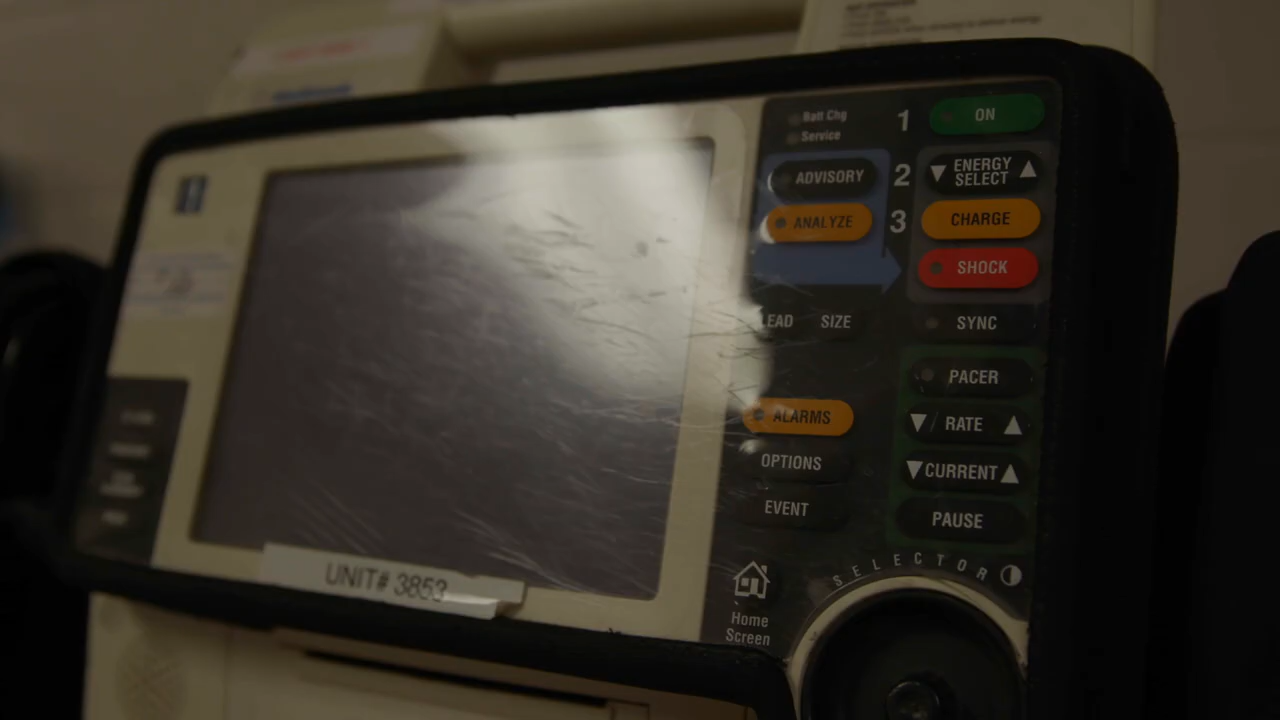 Batt Chg
Service
1
ON
ADVISORY
2
ENERGY
SELECT
ANALYZE
3
CHARGE
SHOCK
LEAD
SIZE
SYNC
PACER
ALARMS
RATE
OPTIONS
CURRENT
EVENT
PAUSE
SELECTOR
Home
Screen
UNIT# 3853